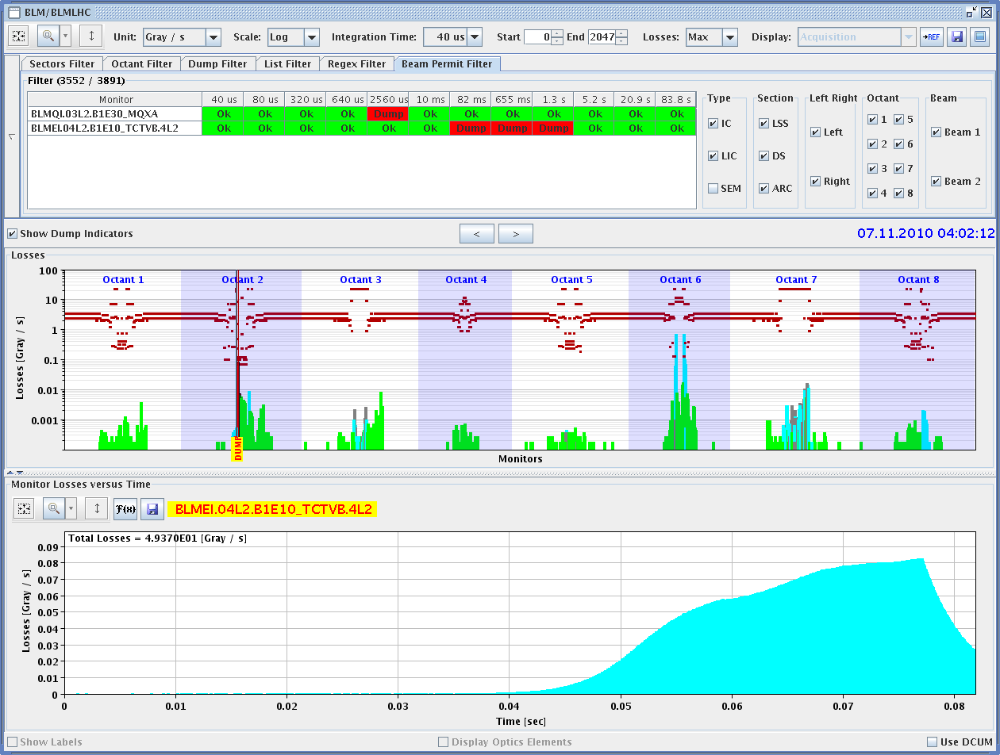 BLM/BLMLHC
Unit: Gray / s Scale: Log Integration Time: 40 us Start 0 End 2047 Losses: Max Display: Acquisition →REF
Sectors Filter Octant Filter Dump Filter List Filter Regex Filter Beam Permit Filter
Filter (3552 / 3891)
Monitor 40 us 80 us 320 us 640 us 2560 us 10 ms 82 ms 655 ms 1.3 s 5.2 s 20.9 s 83.8 s
BLMQI.03L2.B1E30_MQXA Ok Ok Ok Ok Dump Ok Ok Ok Ok Ok Ok Ok
BLMEI.04L2.B1E10_TCTVB.4L2 Ok Ok Ok Ok Ok Ok Dump Dump Dump Ok Ok Ok
Type Section Left Right Octant Beam
IC LSS Left 1 5 Beam 1
LIC DS 2 6
SEM ARC Right 3 7 Beam 2
4 8
Show Dump Indicators < > 07.11.2010 04:02:12
Losses
Octant 1 Octant 2 Octant 3 Octant 4 Octant 5 Octant 6 Octant 7 Octant 8
100
10
1
0.1
0.01
0.001
Losses [Gray / s]
DUMP
Monitors
Monitor Losses versus Time
F(x) BLMEI.04L2.B1E10_TCTVB.4L2
Total Losses = 4.9370E01 [Gray / s]
0.09
0.08
0.07
0.06
0.05
0.04
0.03
0.02
0.01
0
Losses [Gray / s]
0 0.01 0.02 0.03 0.04 0.05 0.06 0.07 0.08
Time [sec]
Show Labels Display Optics Elements Use DCUM